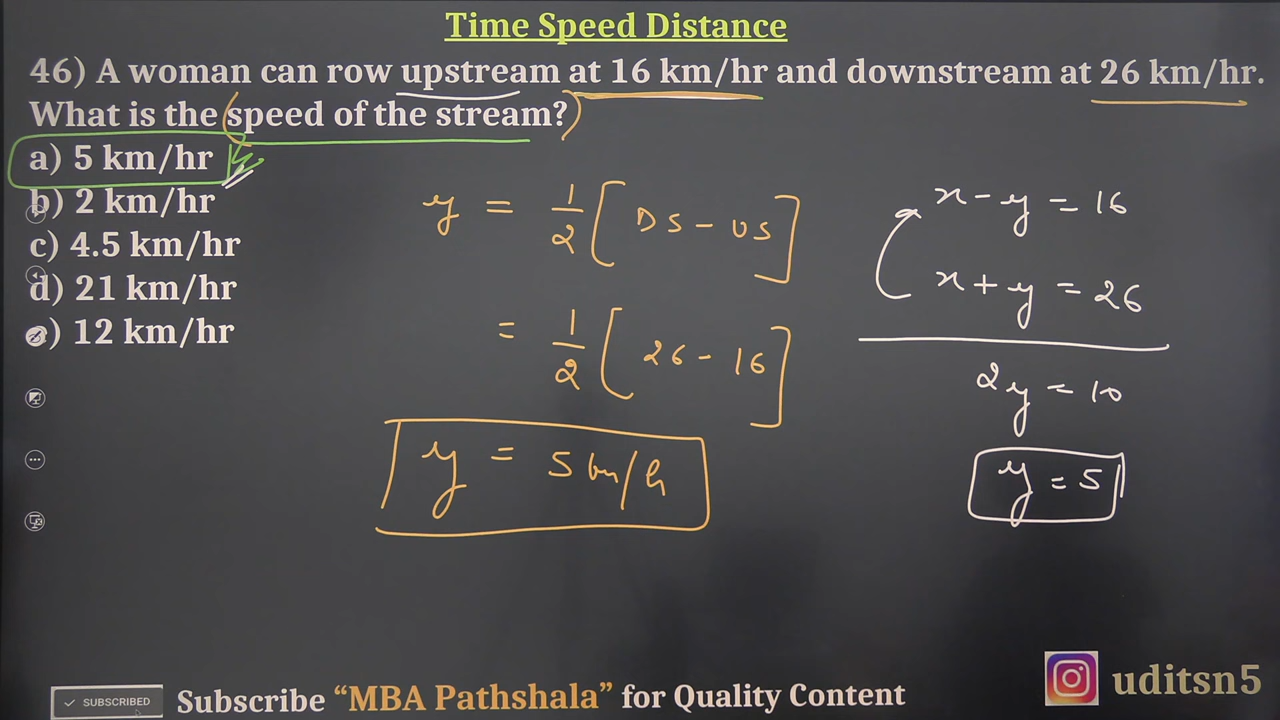 Time Speed Distance
46) A woman can row upstream at 16 km/hr and downstream at 26 km/hr.
What is the speed of the stream?
a) 5 km/hr
b) 2 km/hr
c) 4.5 km/hr
d) 21 km/hr
e) 12 km/hr
y = 1/2 [DS - US]
= 1/2 [26 - 16]
y = 5 km/h
x - y = 16
x + y = 26
2y = 10
y = 5
SUBSCRIBED
Subscribe “MBA Pathshala” for Quality Content
uditsn5